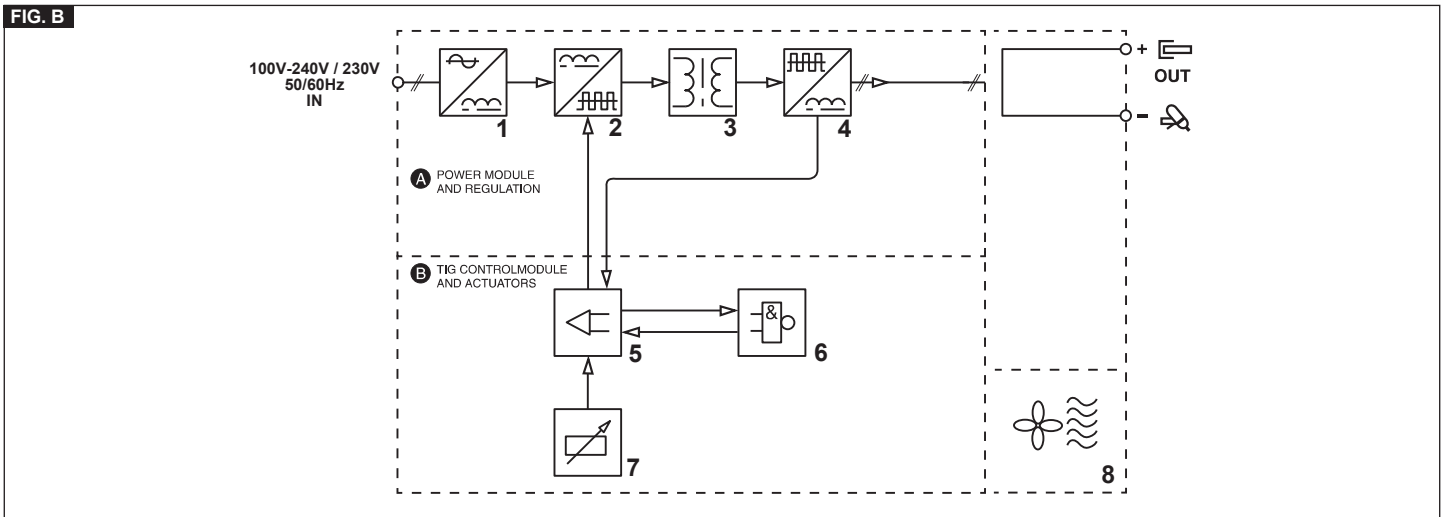 FIG. B
100V-240V / 230V
50/60Hz
IN
1
2
3
4
+
OUT
-
A POWER MODULE
AND REGULATION
B TIG CONTROLMODULE
AND ACTUATORS
5
&
6
7
8